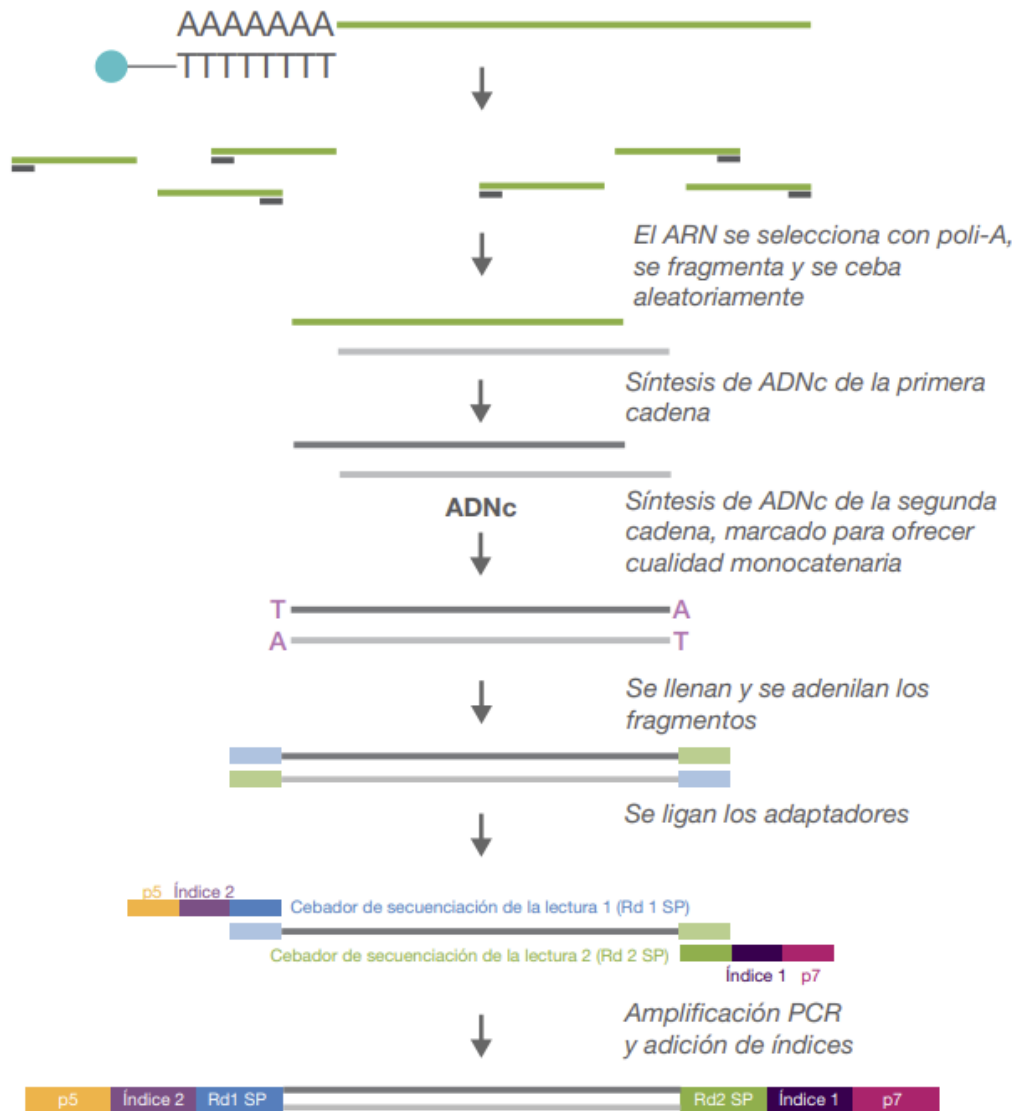 AAAAAAA
TTTTTTTT
El ARN se selecciona con poli-A,
se fragmenta y se ceba
aleatoriamente
Síntesis de ADNc de la primera
cadena
ADNc
Síntesis de ADNc de la segunda
cadena, marcado para ofrecer
cualidad monocatenaria
T A
A T
Se llenan y se adenilan los
fragmentos
Se ligan los adaptadores
p5 Índice 2
Cebador de secuenciación de la lectura 1 (Rd 1 SP)
Cebador de secuenciación de la lectura 2 (Rd 2 SP)
Índice 1 p7
Amplificación PCR
y adición de índices
p5 Índice 2 Rd1 SP Rd2 SP Índice 1 p7